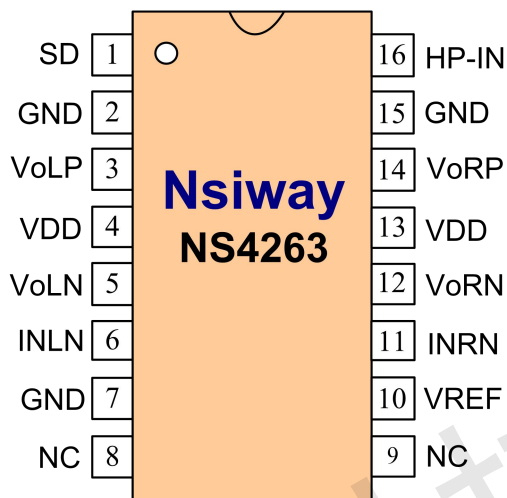 SD 1 16 HP-IN
GND 2 15 GND
VoLP 3 14 VoRP
Nsiway
VDD 4 13 VDD
NS4263
VoLN 5 12 VoRN
INLN 6 11 INRN
GND 7 10 VREF
NC 8 9 NC